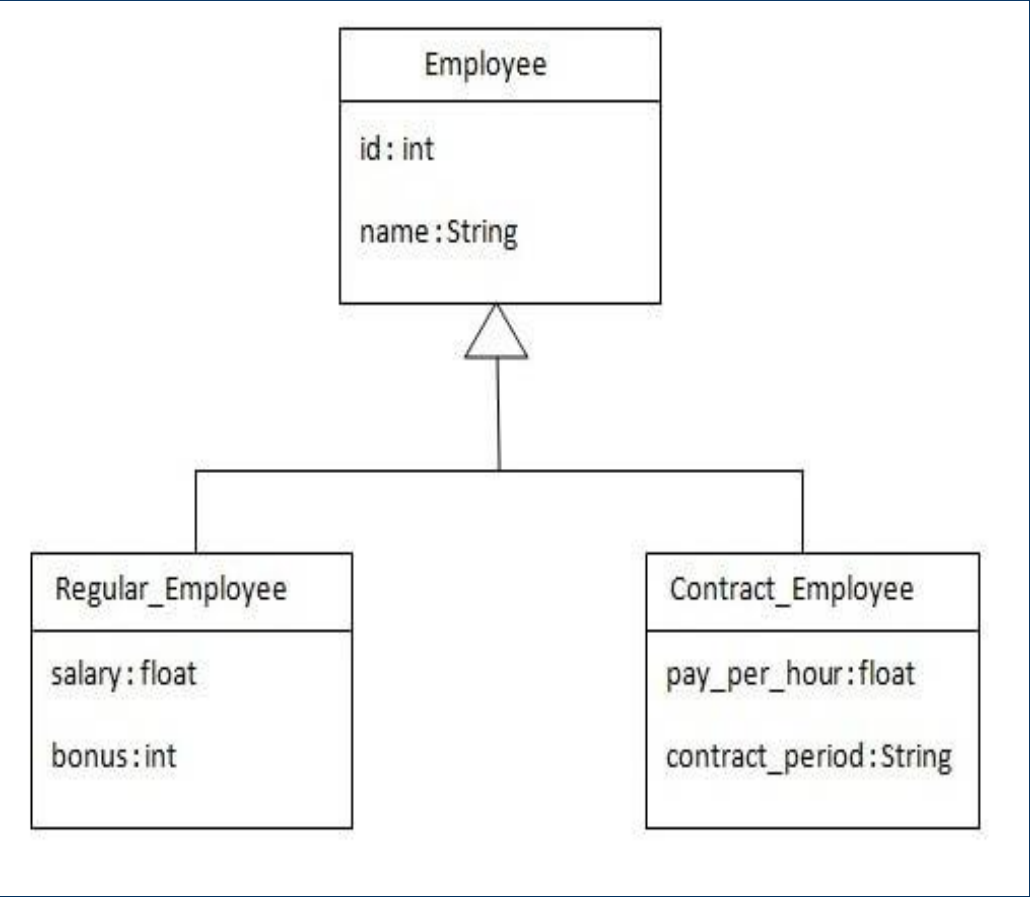 Employee
id: int
name:String
Regular_Employee
salary:float
bonus:int
Contract_Employee
pay_per_hour:float
contract_period:String